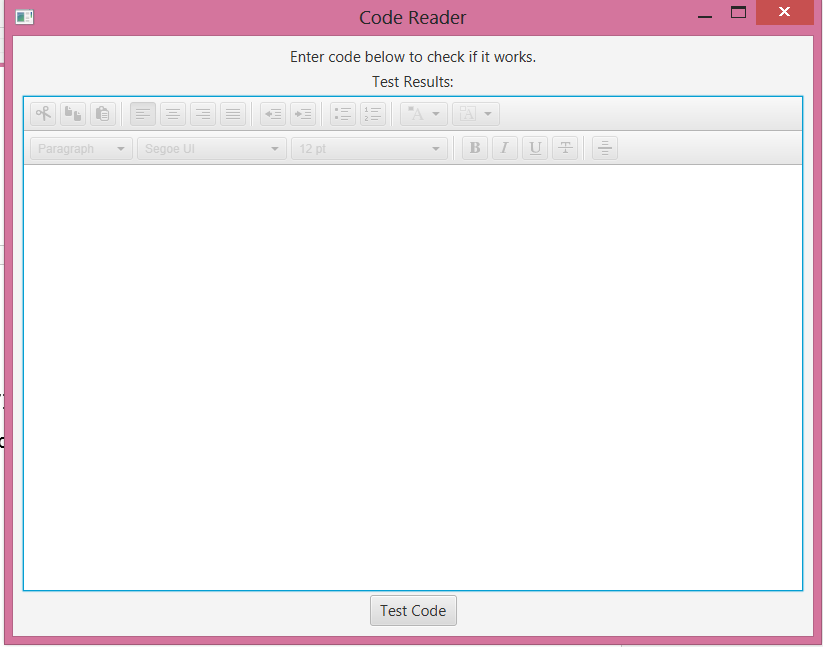 Code Reader
Enter code below to check if it works.
Test Results:
Paragraph Segoe UI 12 pt B I U T
Test Code